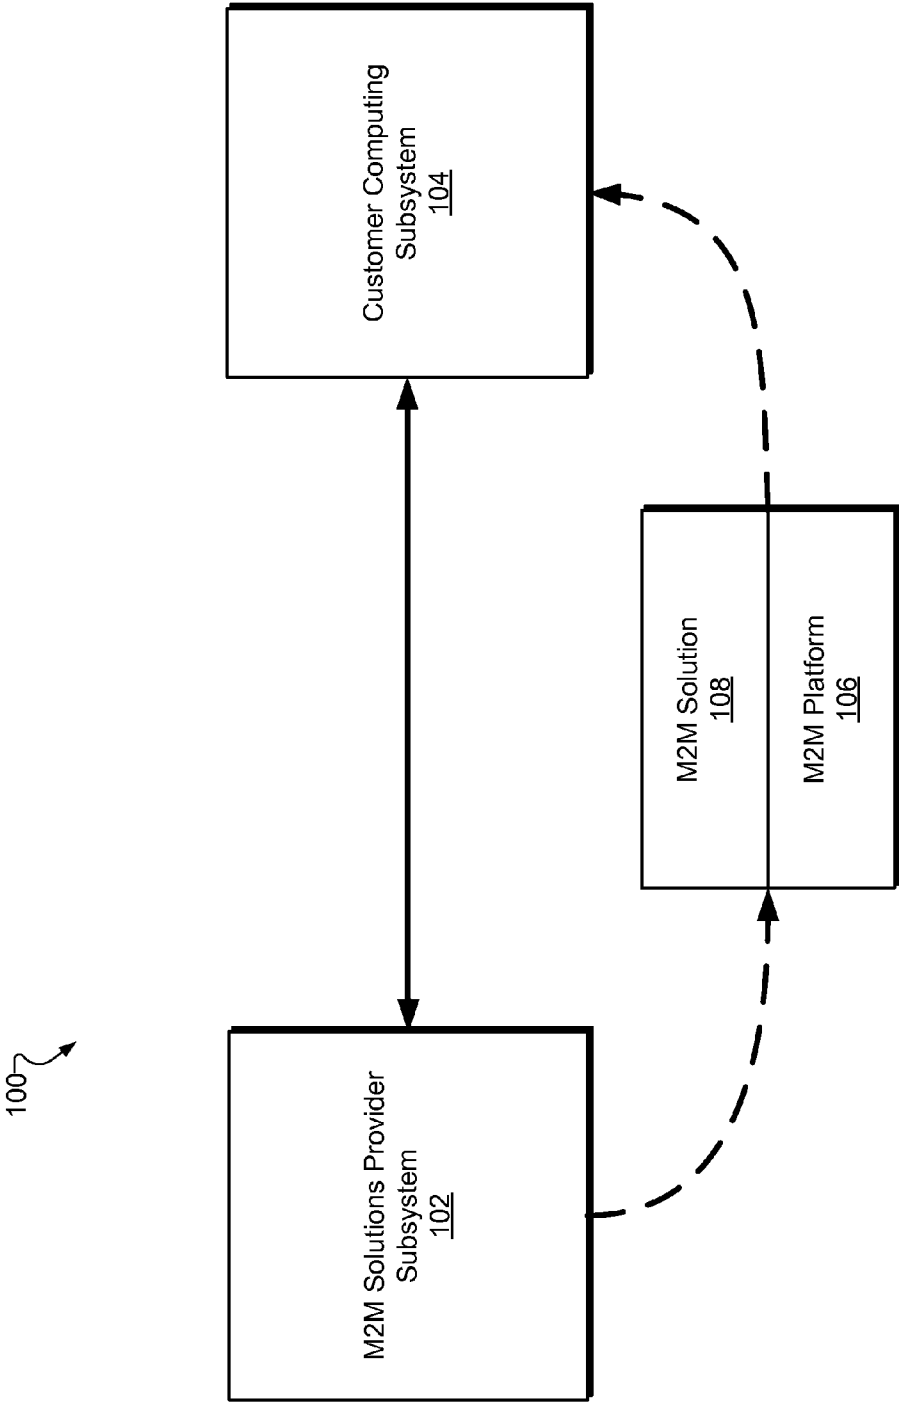 100
M2M Solutions Provider
Subsystem
102
Customer Computing
Subsystem
104
M2M Solution
108
M2M Platform
106